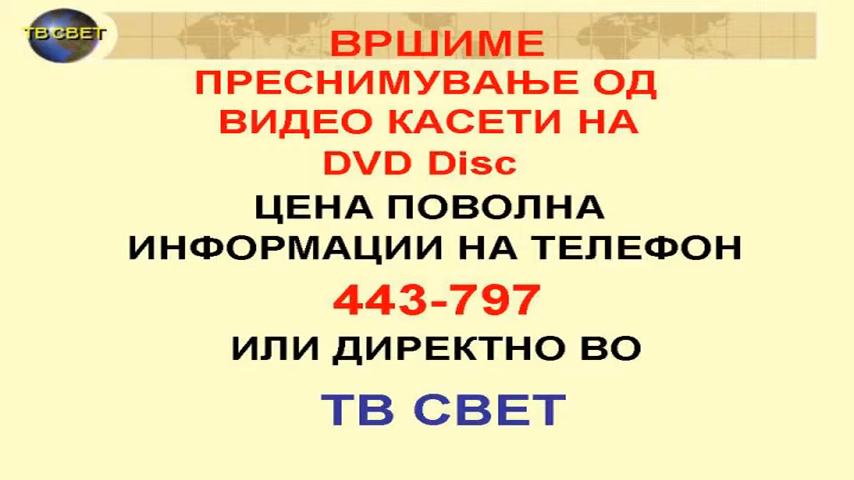 ТВ СВЕТ
ВРШИМЕ
ПРЕСНИМУВАЊЕ ОД
ВИДЕО КАСЕТИ НА
DVD Disc
ЦЕНА ПОВОЛНА
ИНФОРМАЦИИ НА ТЕЛЕФОН
443-797
ИЛИ ДИРЕКТНО ВО
ТВ СВЕТ